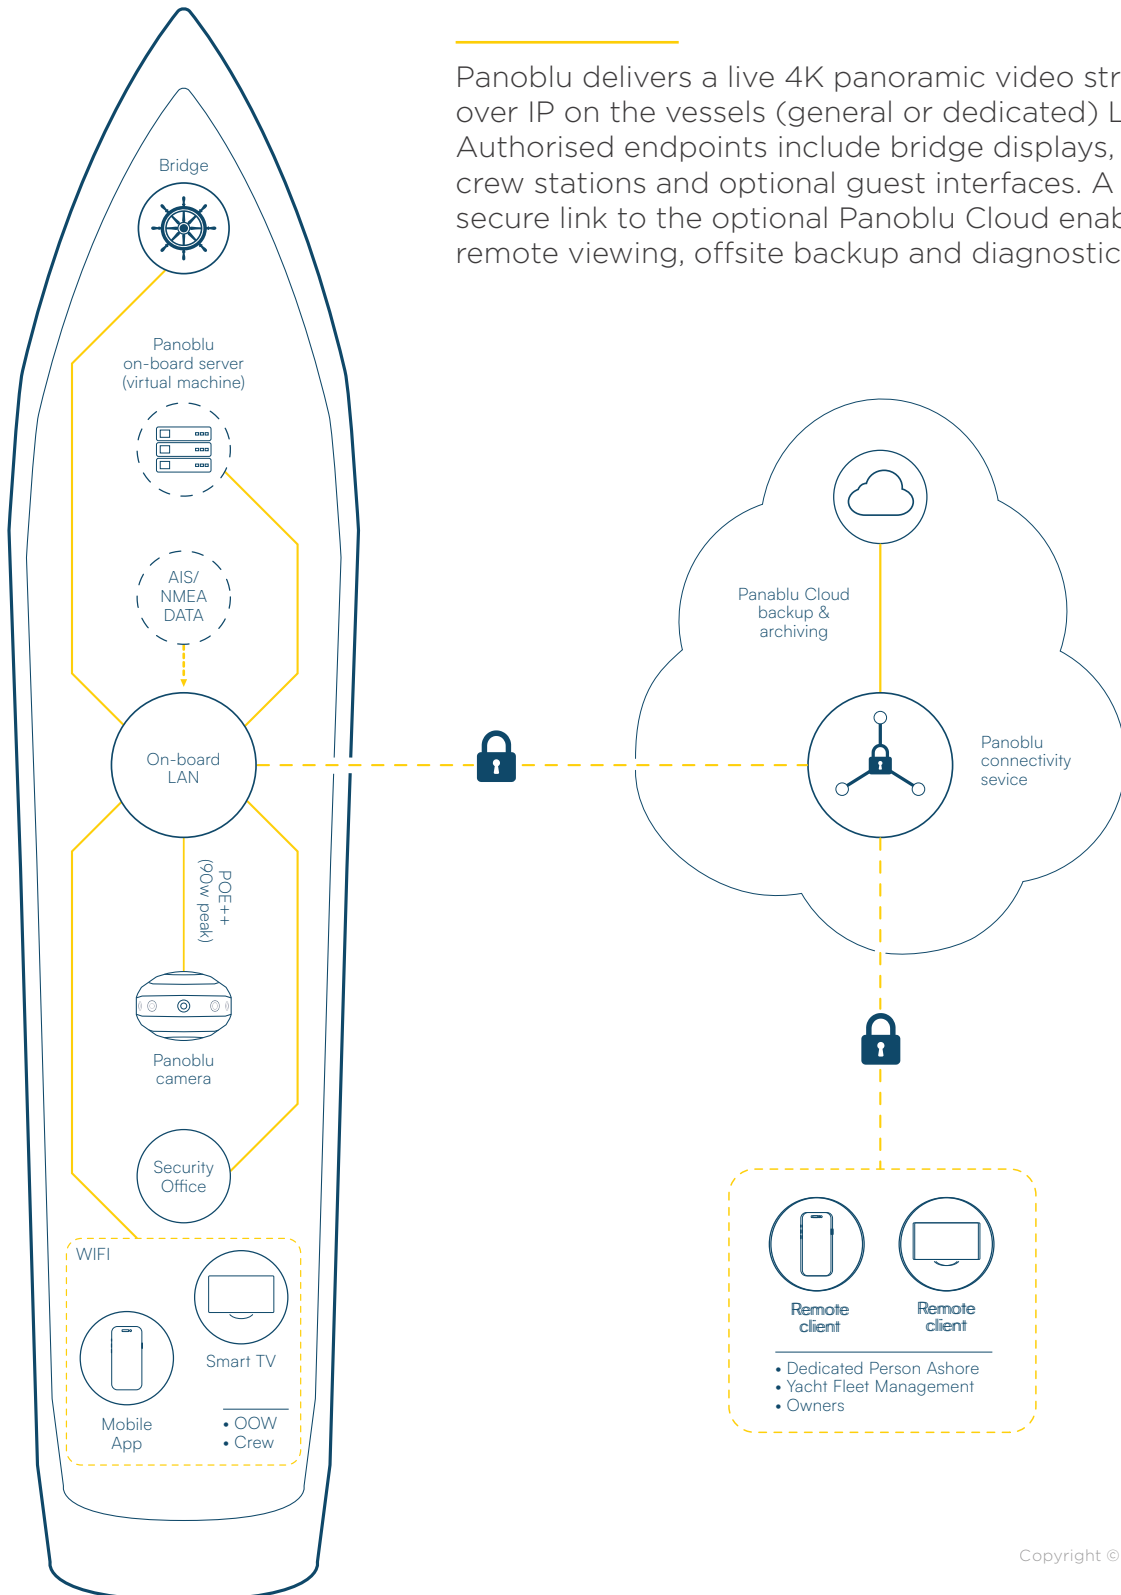 Panoblu delivers a live 4K panoramic video str
over IP on the vessels (general or dedicated) L
Authorised endpoints include bridge displays,
crew stations and optional guest interfaces. A
secure link to the optional Panoblu Cloud enab
remote viewing, offsite backup and diagnostic
Bridge
Panoblu
on-board server
(virtual machine)
AIS/
NMEA
DATA
On-board
LAN
POE++
(90w peak)
Panoblu
camera
Security
Office
WIFI
Smart TV
Mobile
App
• OOW
• Crew
Panablu Cloud
backup &
archiving
Panoblu
connectivity
sevice
Remote
client
Remote
client
• Dedicated Person Ashore
• Yacht Fleet Management
• Owners
Copyright ©